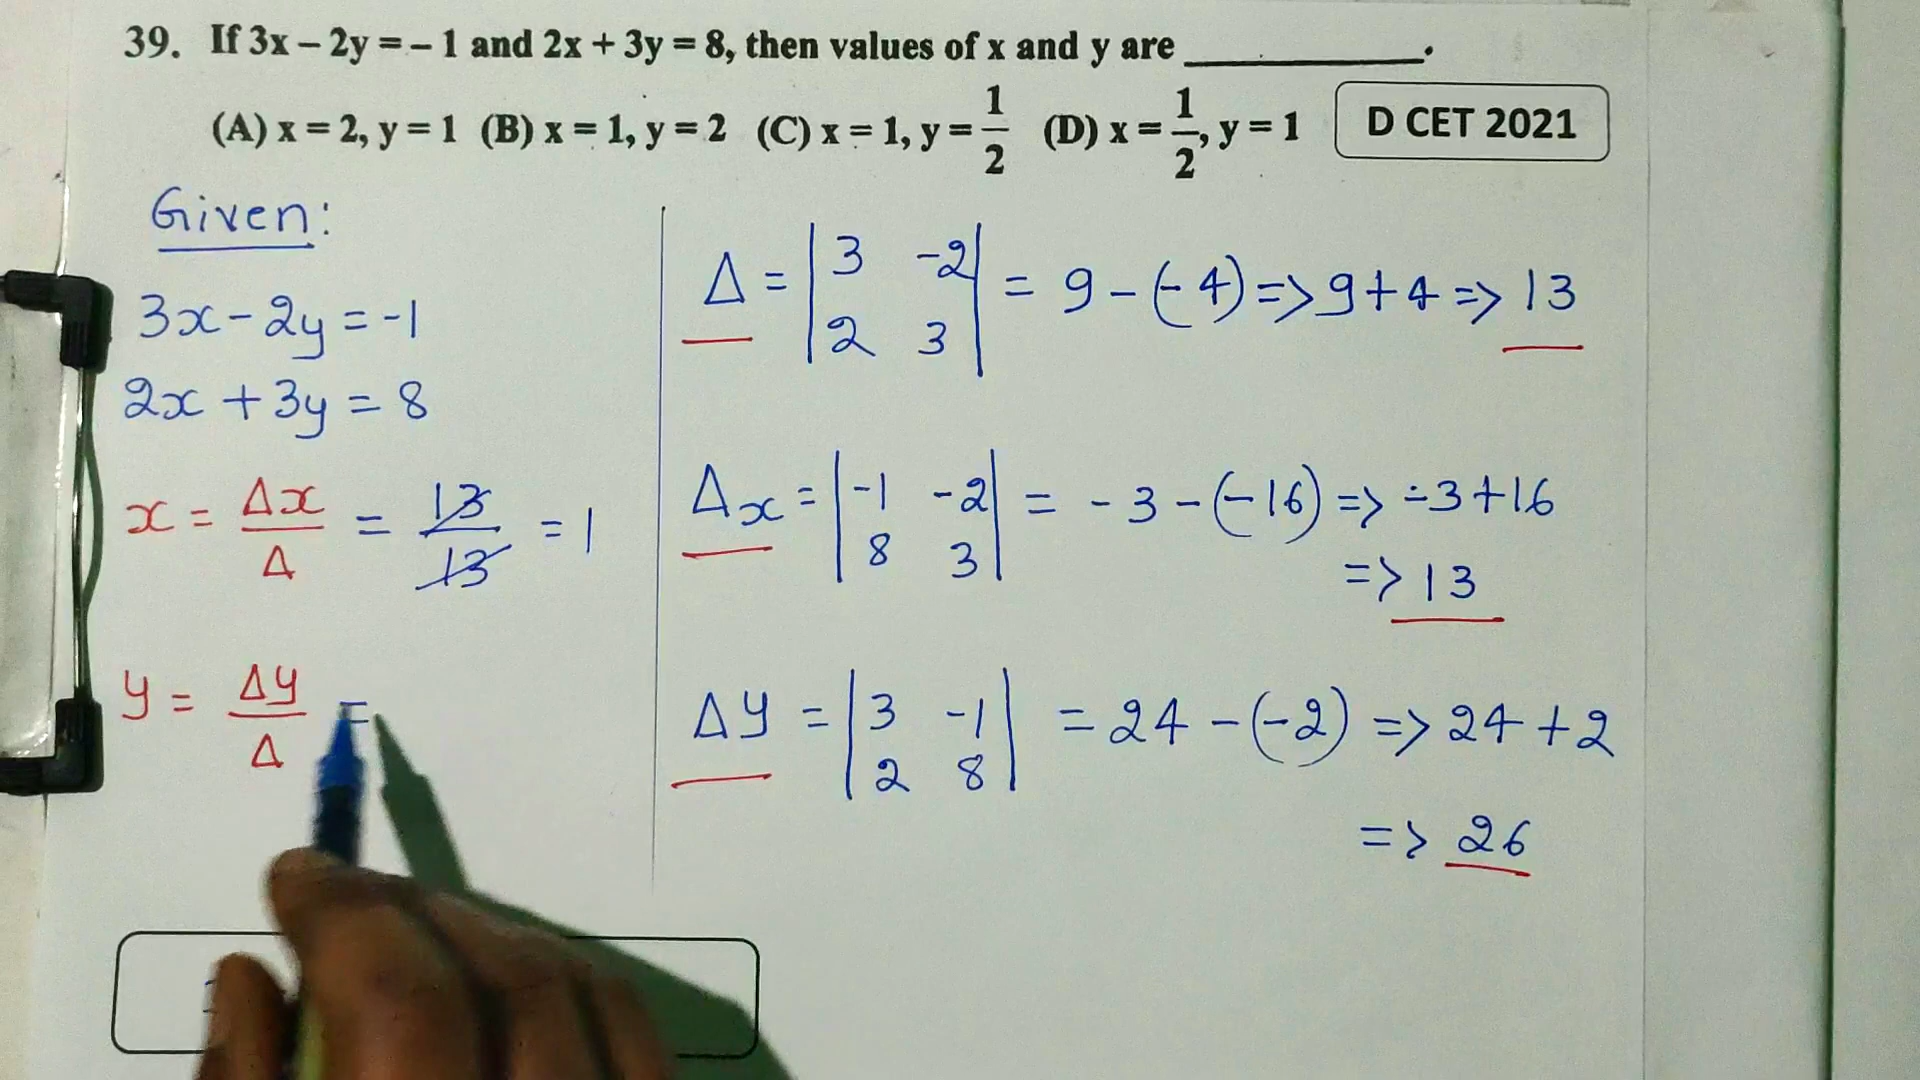 39. If 3x – 2y = – 1 and 2x + 3y = 8, then values of x and y are ____________.
(A) x = 2, y = 1 (B) x = 1, y = 2 (C) x = 1, y = 1/2 (D) x = 1/2, y = 1
D CET 2021
Given:
3x - 2y = -1
2x + 3y = 8
x = Δx/Δ = 13/13 = 1
y = Δy/Δ =
Δ = |3 -2| = 9 - (-4) => 9 + 4 => 13
|2 3|
Δx = |-1 -2| = -3 - (-16) => -3 + 16
|8 3|
=> 13
Δy = |3 -1| = 24 - (-2) => 24 + 2
|2 8|
=> 26